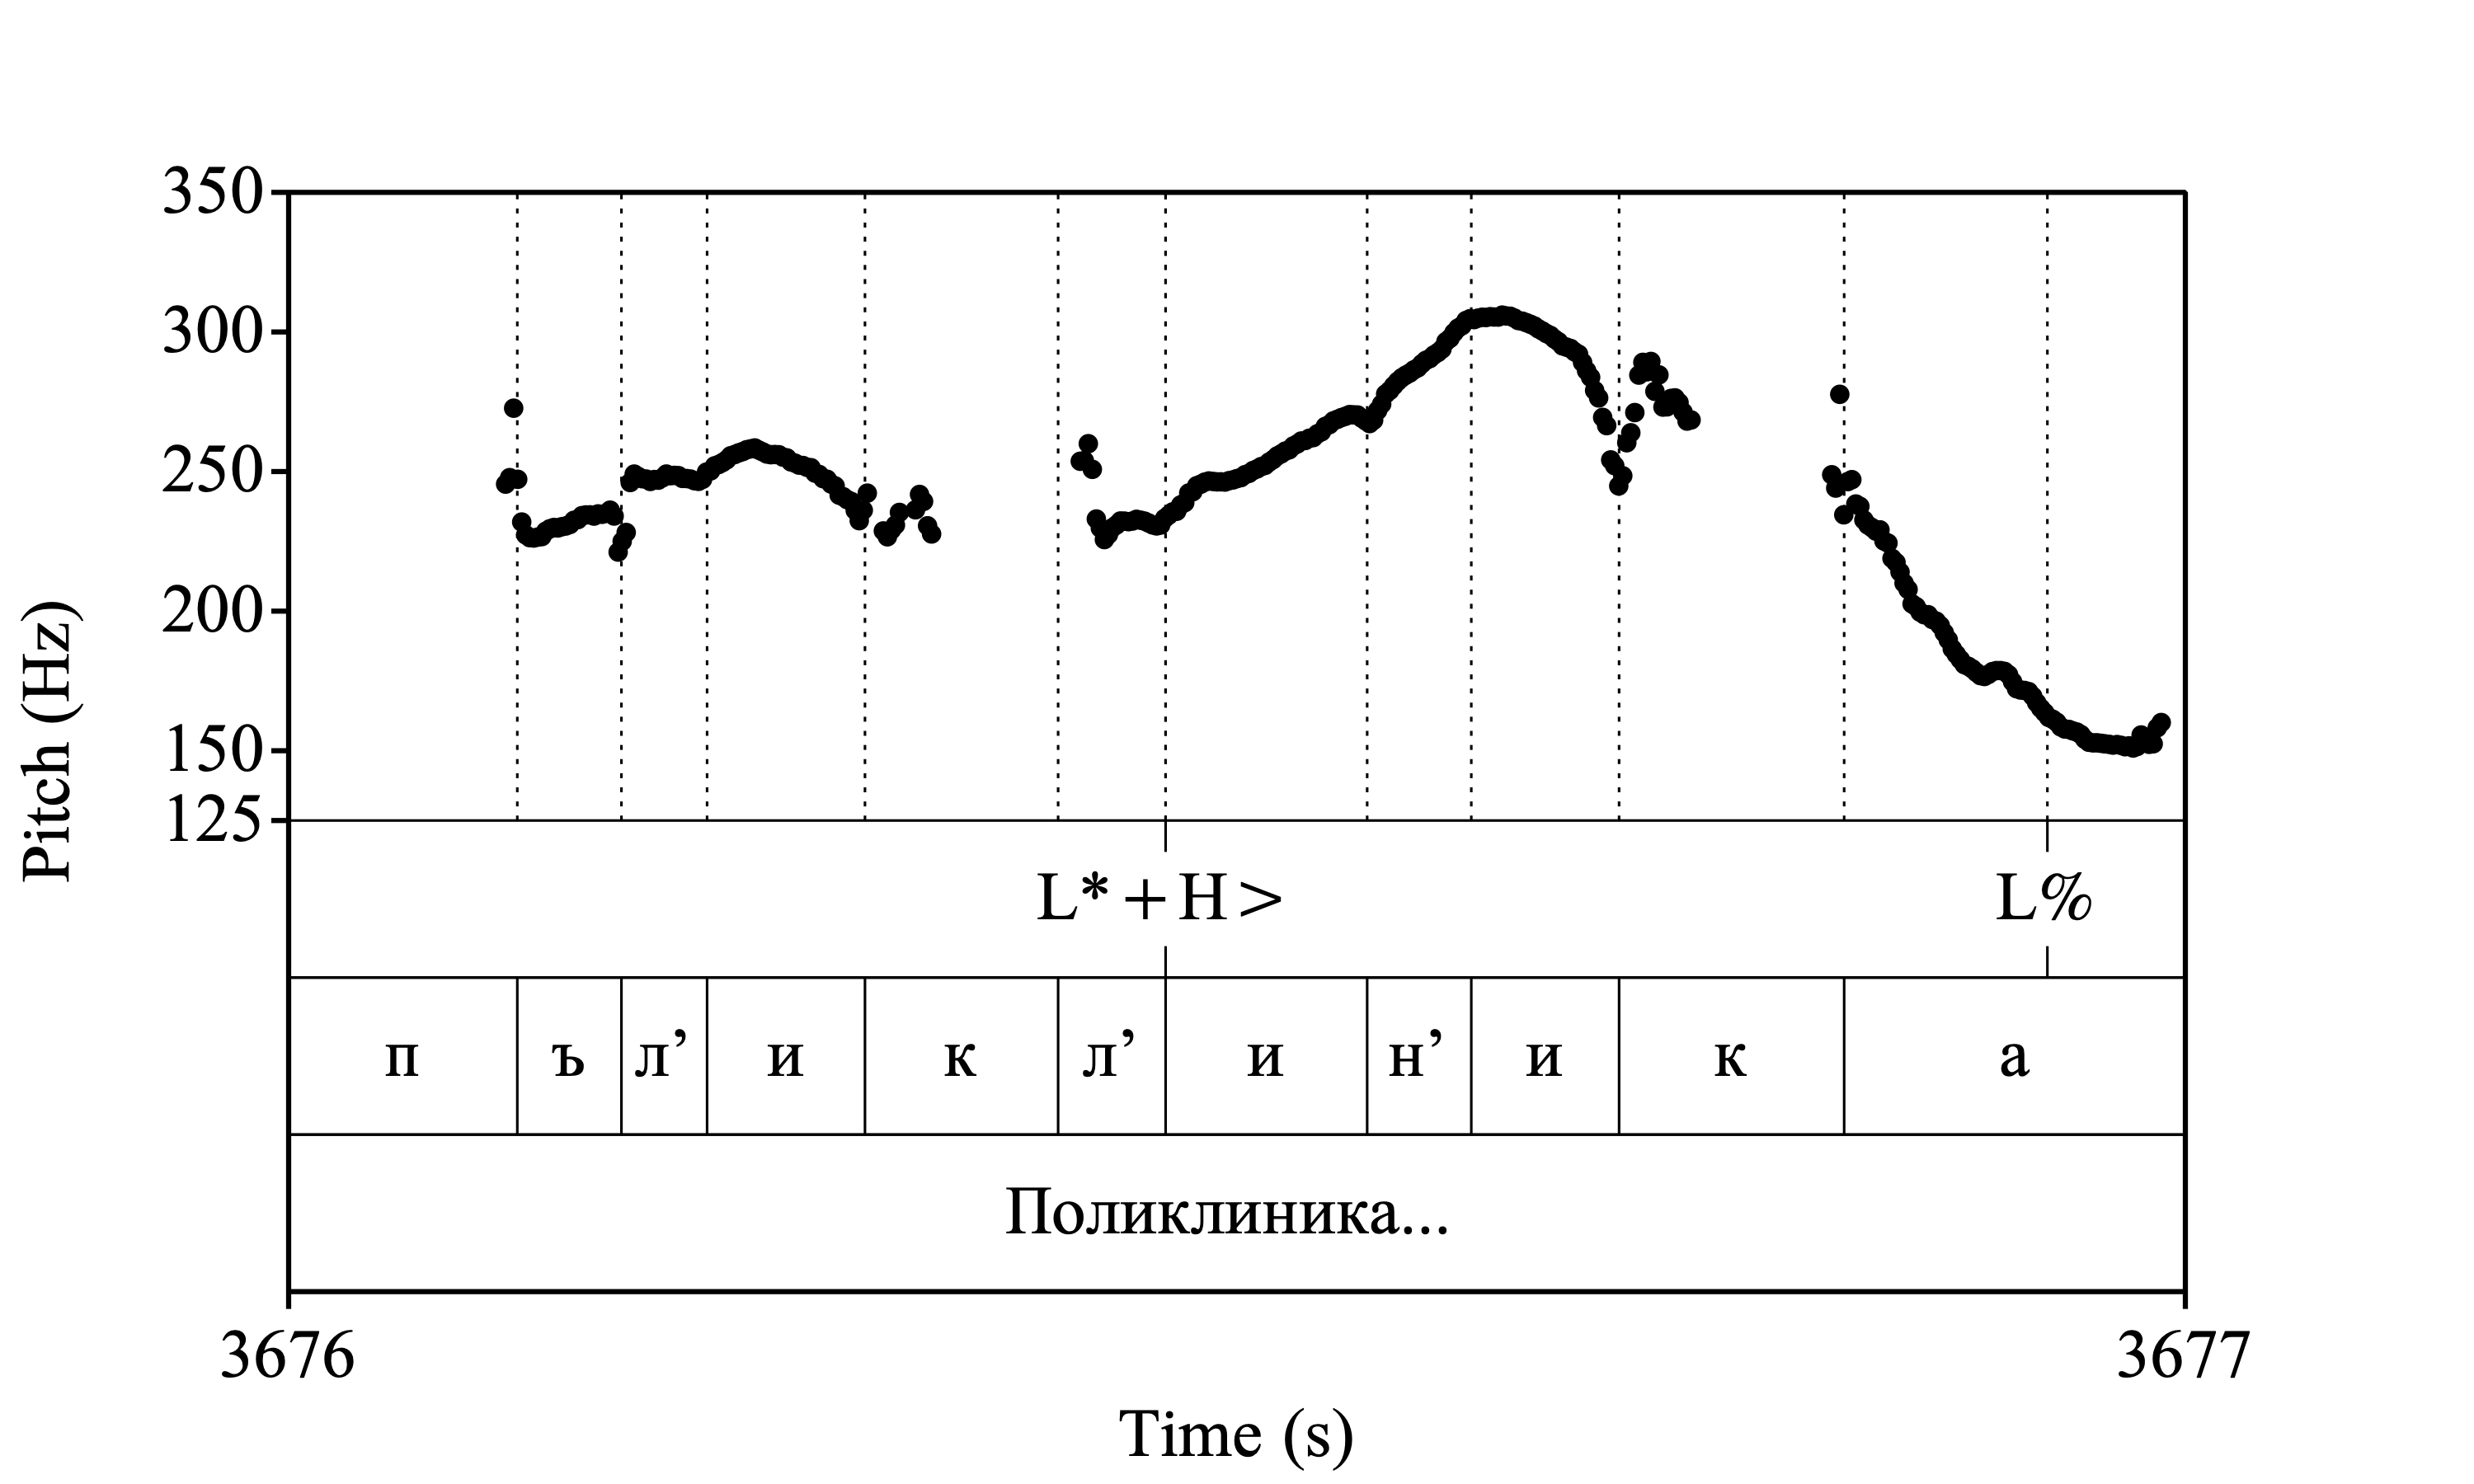 350
300
250
200
150
125
Pitch (Hz)
L*+H> L%
п ъ л’ и к л’ и н’ и к а
Поликлиника...
3676 3677
Time (s)